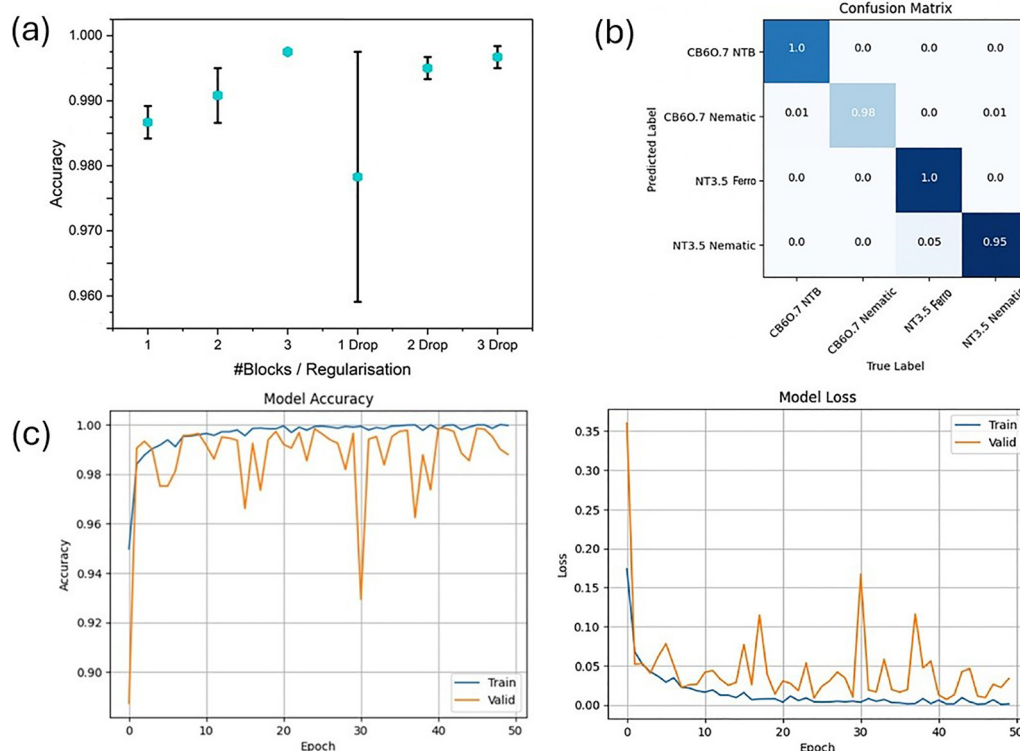 (a)
1.000
0.990
0.980
0.970
0.960
Accuracy
1 2 3 1 Drop 2 Drop 3 Drop
#Blocks / Regularisation
(b)
Confusion Matrix
Predicted Label
CB6O.7 NTB 1.0 0.0 0.0 0.0
CB6O.7 Nematic 0.01 0.98 0.0 0.01
NT3.5 Ferro 0.0 0.0 1.0 0.0
NT3.5 Nematic 0.0 0.0 0.05 0.95
CB6O.7 NTB CB6O.7 Nematic NT3.5 Ferro NT3.5 Nematic
True Label
(c)
Model Accuracy
1.00
0.98
0.96
0.94
0.92
0.90
Accuracy
Train
Valid
0 10 20 30 40 50
Epoch
Model Loss
0.35
0.30
0.25
0.20
0.15
0.10
0.05
0.00
Loss
Train
Valid
0 10 20 30 40 50
Epoch